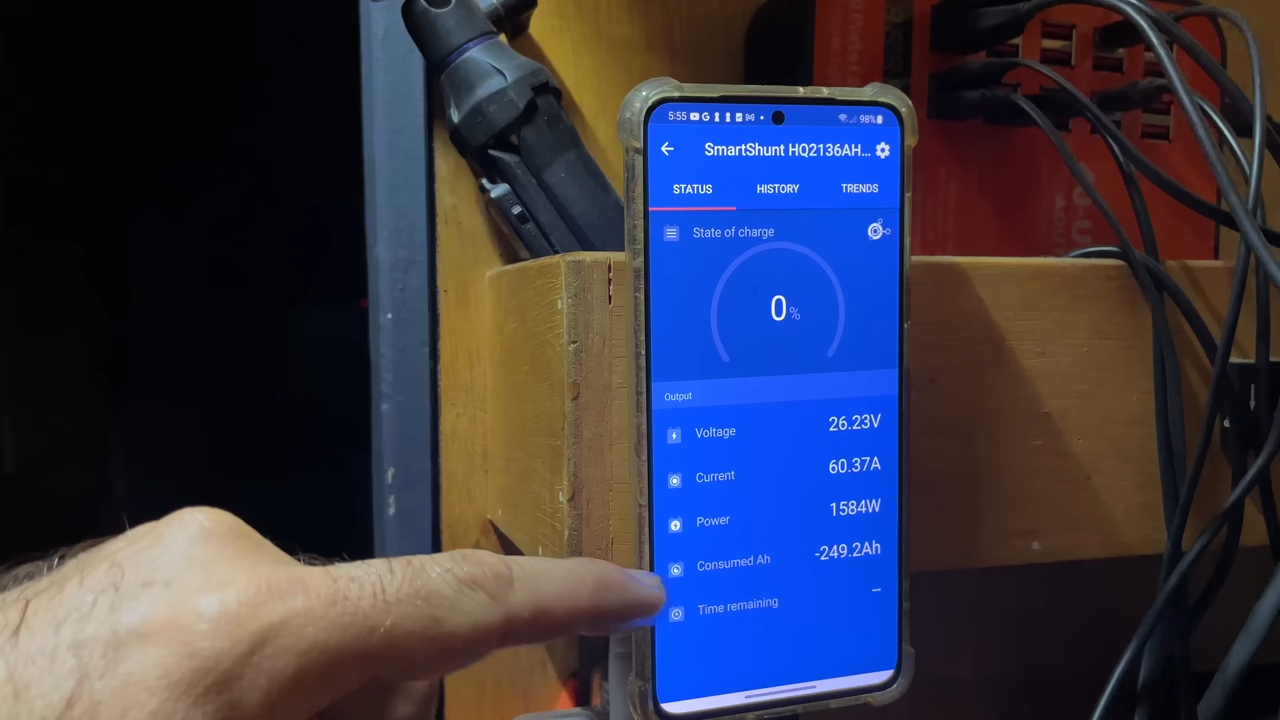 5:55
98%
SmartShunt HQ2136AH...
STATUS HISTORY TRENDS
State of charge
0%
Output
Voltage 26.23V
Current 60.37A
Power 1584W
Consumed Ah -249.2Ah
Time remaining --